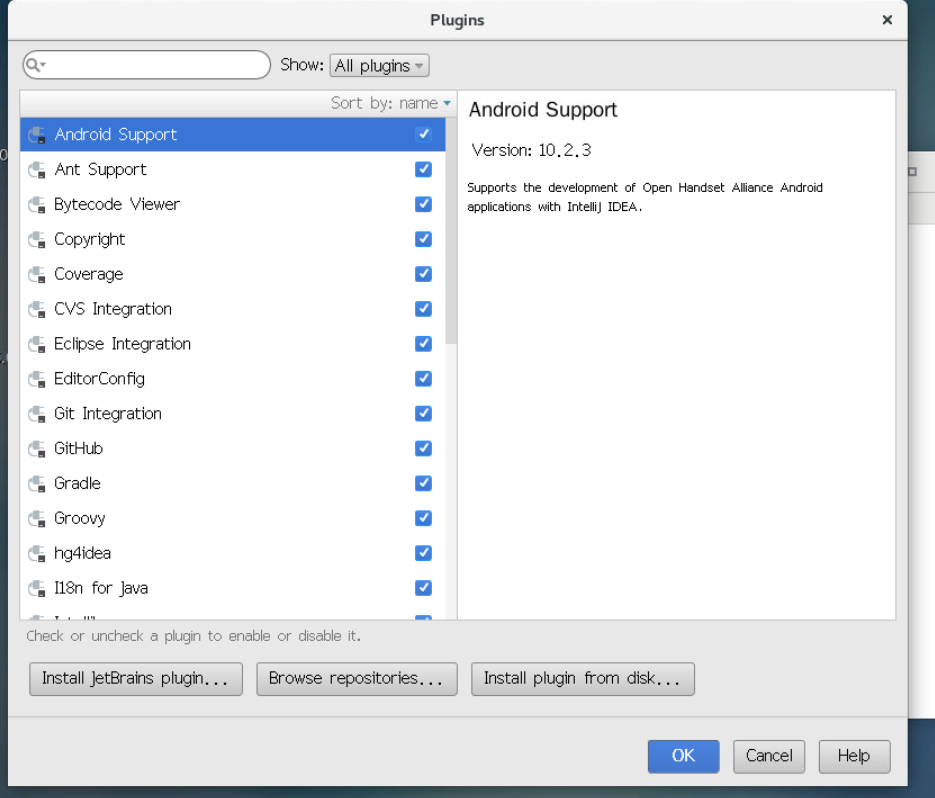 Plugins
Show: All plugins
Sort by: name
Android Support
Ant Support
Bytecode Viewer
Copyright
Coverage
CVS Integration
Eclipse Integration
EditorConfig
Git Integration
GitHub
Gradle
Groovy
hg4idea
I18n for Java
Android Support
Version: 10.2.3
Supports the development of Open Handset Alliance Android
applications with IntelliJ IDEA.
Check or uncheck a plugin to enable or disable it.
Install JetBrains plugin... Browse repositories... Install plugin from disk...
OK Cancel Help